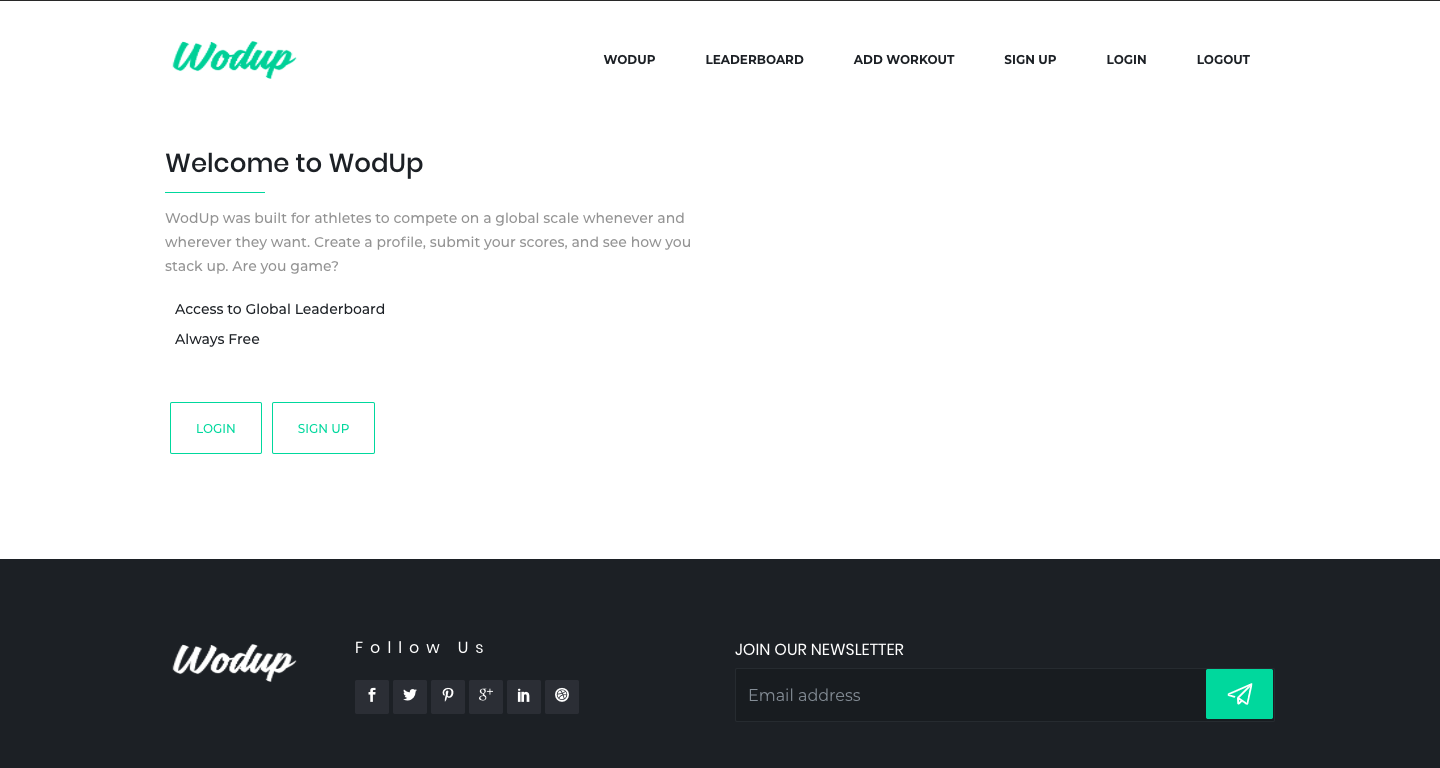 Wodup
WODUP LEADERBOARD ADD WORKOUT SIGN UP LOGIN LOGOUT
Welcome to WodUp
WodUp was built for athletes to compete on a global scale whenever and
wherever they want. Create a profile, submit your scores, and see how you
stack up. Are you game?
Access to Global Leaderboard
Always Free
LOGIN SIGN UP
Wodup
Follow Us
JOIN OUR NEWSLETTER
Email address